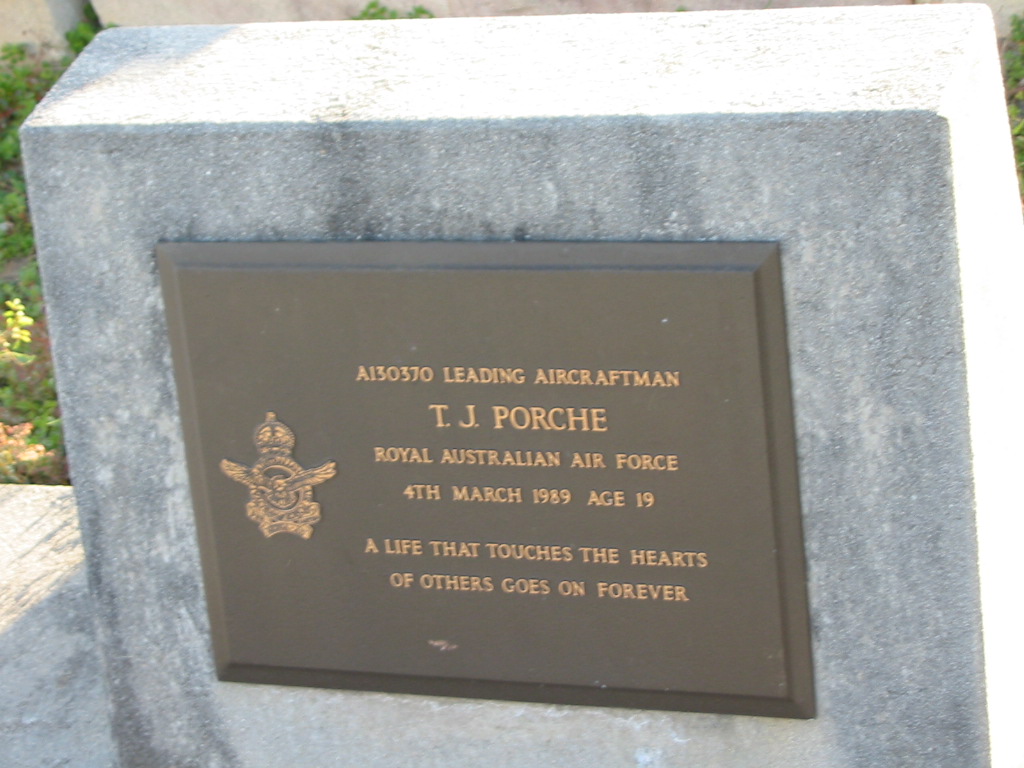 A130370 LEADING AIRCRAFTMAN
T. J. PORCHE
ROYAL AUSTRALIAN AIR FORCE
4TH MARCH 1989 AGE 19
A LIFE THAT TOUCHES THE HEARTS
OF OTHERS GOES ON FOREVER